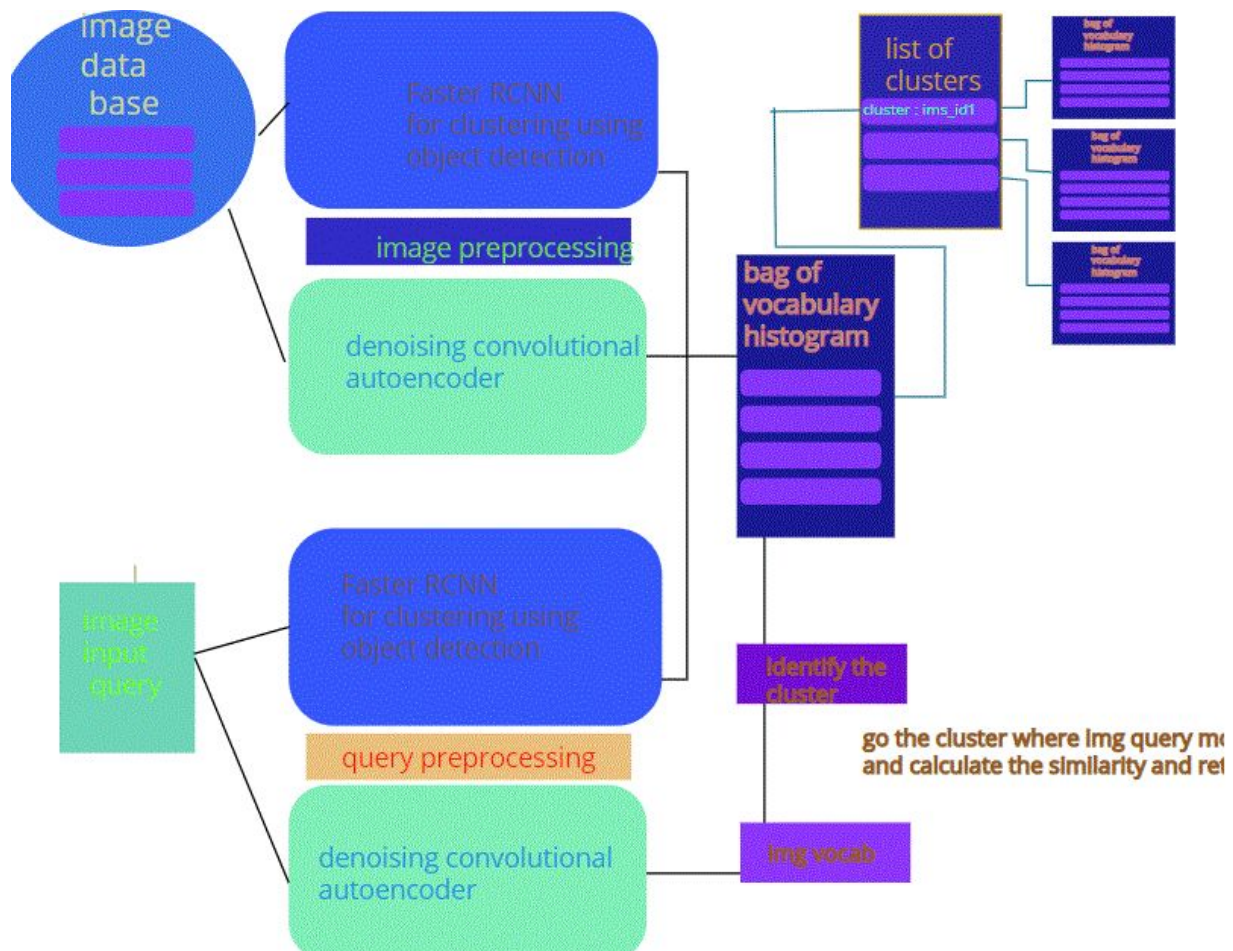 image
data
base
Faster RCNN
for clustering using
object detection
image preprocessing
denoising convolutional
autoencoder
list of
clusters
cluster : ims_id1
bag of
vocabulary
histogram
bag of
vocabulary
histogram
bag of
vocabulary
histogram
bag of
vocabulary
histogram
image
input
query
Faster RCNN
for clustering using
object detection
query preprocessing
denoising convolutional
autoencoder
identify the
cluster
img vocab
go the cluster where img query
and calculate the similarity and